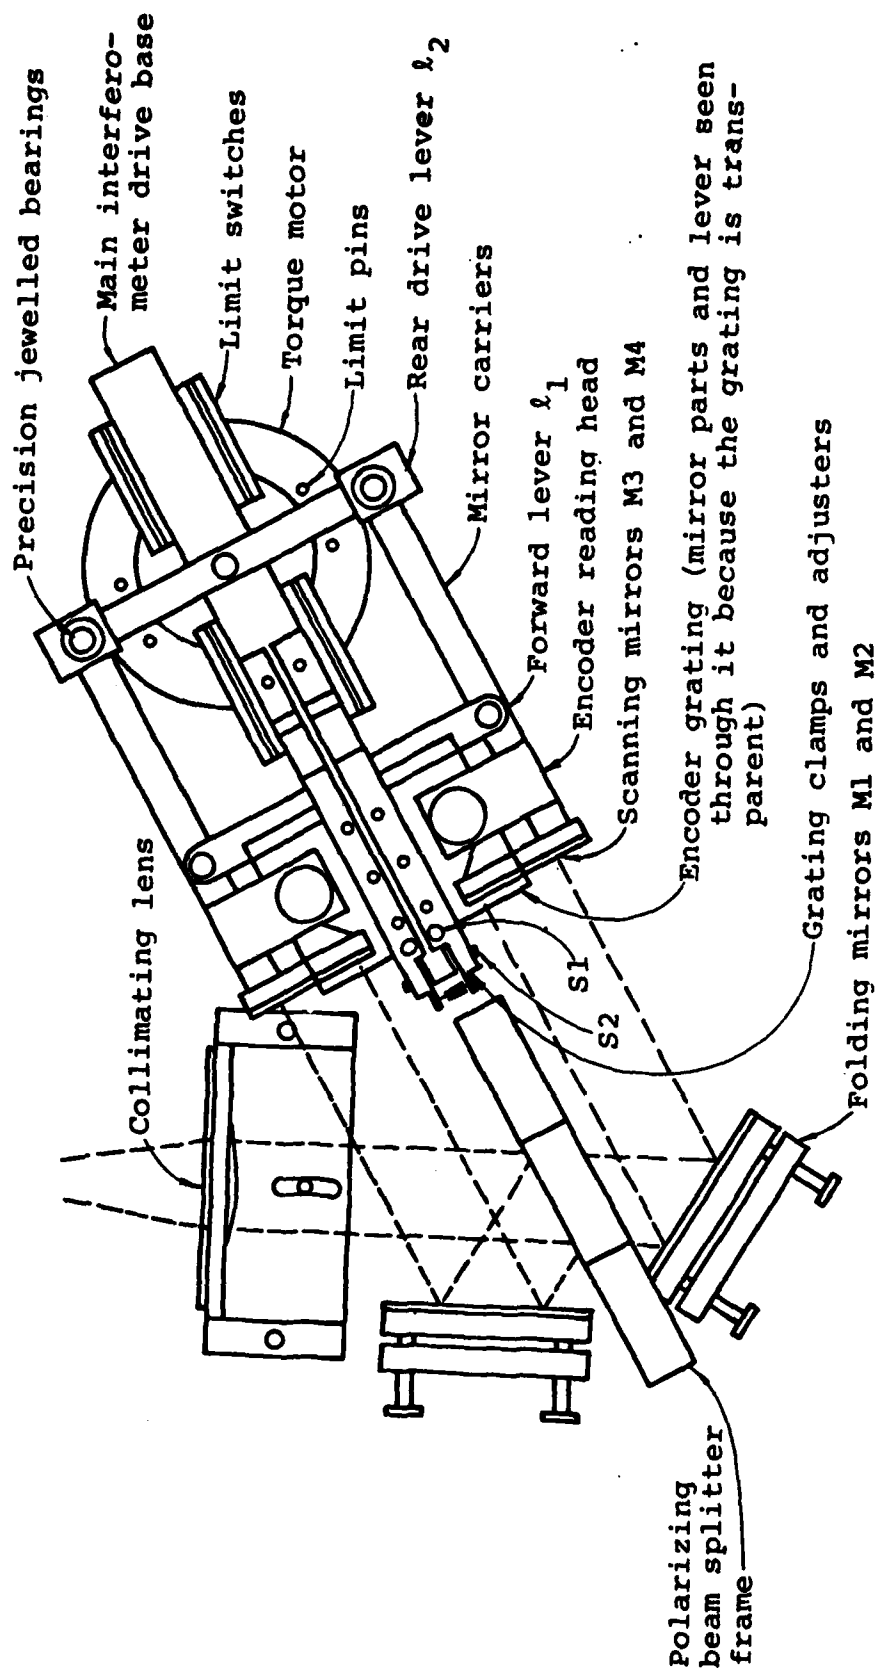 Precision jewelled bearings
Main interfero-
meter drive base
Limit switches
Torque motor
Limit pins
Rear drive lever ℓ2
Mirror carriers
Forward lever ℓ1
Encoder reading head
Scanning mirrors M3 and M4
Encoder grating (mirror parts and lever seen
through it because the grating is trans-
parent)
Grating clamps and adjusters
Folding mirrors M1 and M2
Collimating lens
S1
S2
Polarizing
beam splitter
frame